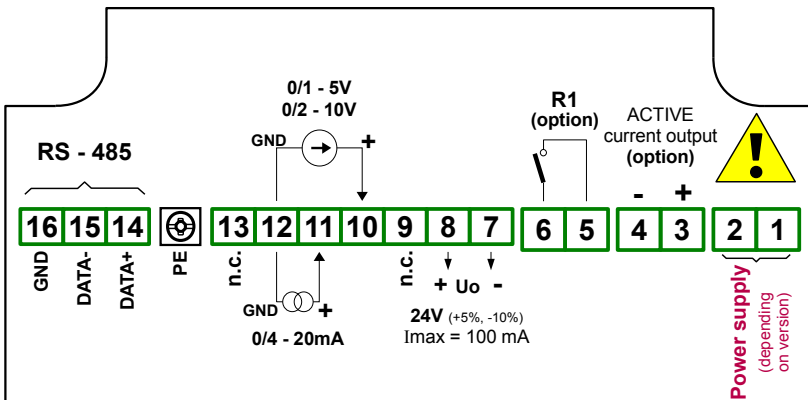 0/1 - 5V
0/2 - 10V
GND
+
RS - 485
R1
(option)
ACTIVE
current output
(option)
- +
16 15 14
13 12 11 10 9 8 7
6 5
4 3
2 1
GND
DATA-
DATA+
PE
n.c.
GND
+
0/4 - 20mA
n.c.
+ Uo -
24V (+5%, -10%)
Imax = 100 mA
Power supply
(depending
on version)